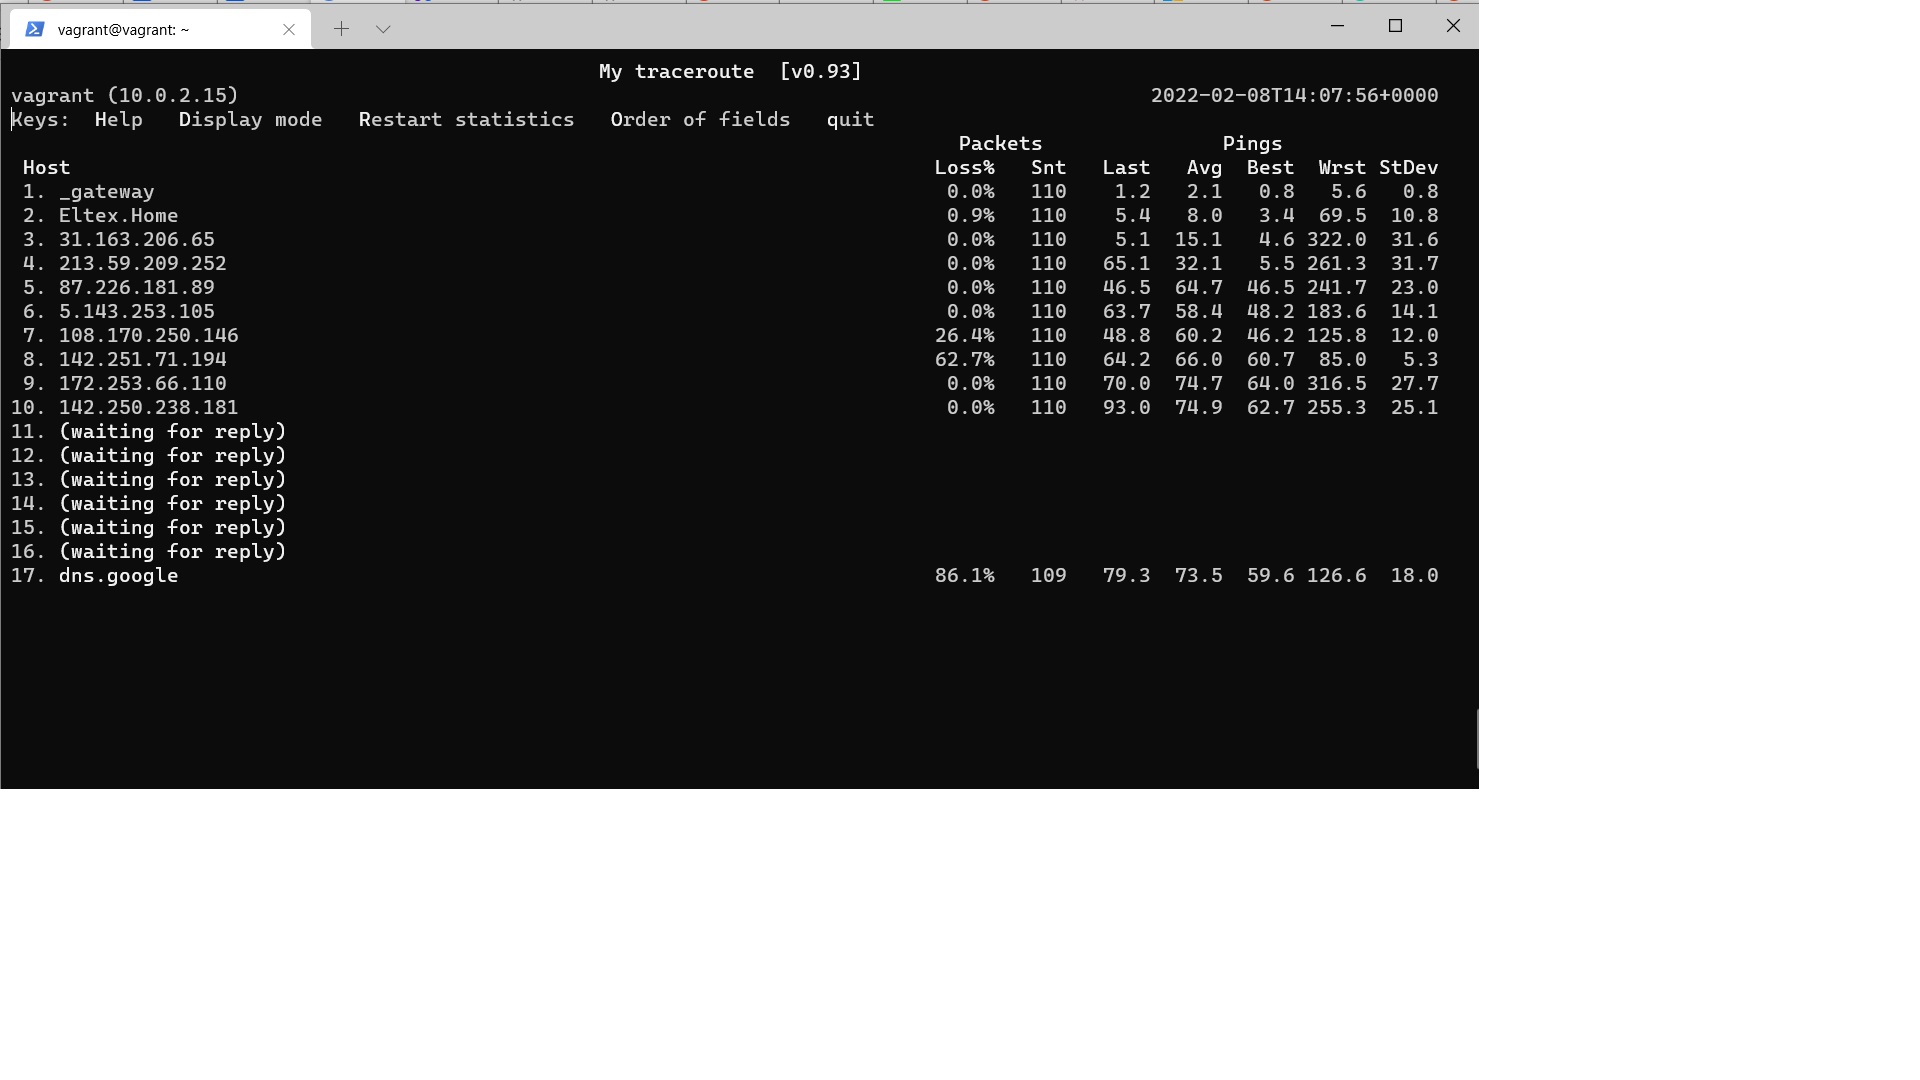 vagrant@vagrant: ~
My traceroute  [v0.93]
vagrant (10.0.2.15) 2022-02-08T14:07:56+0000
Keys:  Help   Display mode   Restart statistics   Order of fields   quit
Packets Pings
Host Loss% Snt Last Avg Best Wrst StDev
1. _gateway 0.0% 110 1.2 2.1 0.8 5.6 0.8
2. Eltex.Home 0.9% 110 5.4 8.0 3.4 69.5 10.8
3. 31.163.206.65 0.0% 110 5.1 15.1 4.6 322.0 31.6
4. 213.59.209.252 0.0% 110 65.1 32.1 5.5 261.3 31.7
5. 87.226.181.89 0.0% 110 46.5 64.7 46.5 241.7 23.0
6. 5.143.253.105 0.0% 110 63.7 58.4 48.2 183.6 14.1
7. 108.170.250.146 26.4% 110 48.8 60.2 46.2 125.8 12.0
8. 142.251.71.194 62.7% 110 64.2 66.0 60.7 85.0 5.3
9. 172.253.66.110 0.0% 110 70.0 74.7 64.0 316.5 27.7
10. 142.250.238.181 0.0% 110 93.0 74.9 62.7 255.3 25.1
11. (waiting for reply)
12. (waiting for reply)
13. (waiting for reply)
14. (waiting for reply)
15. (waiting for reply)
16. (waiting for reply)
17. dns.google 86.1% 109 79.3 73.5 59.6 126.6 18.0